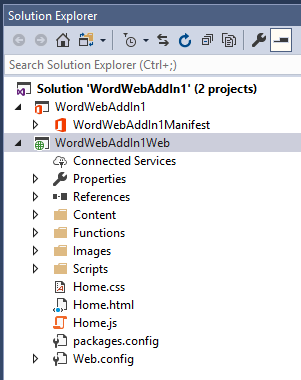 Solution Explorer
Search Solution Explorer (Ctrl+;)
Solution 'WordWebAddIn1' (2 projects)
WordWebAddIn1
WordWebAddIn1Manifest
WordWebAddIn1Web
Connected Services
Properties
References
Content
Functions
Images
Scripts
Home.css
Home.html
Home.js
packages.config
Web.config